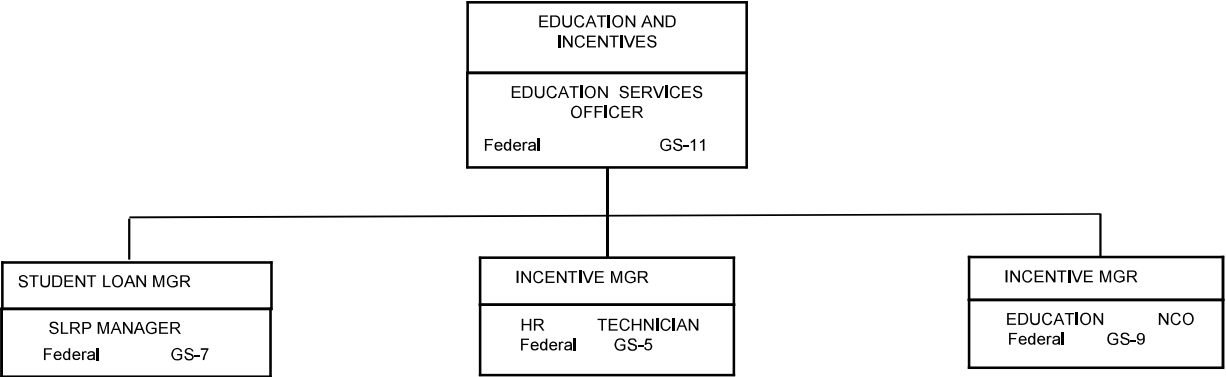 EDUCATION AND
INCENTIVES
EDUCATION SERVICES
OFFICER
Federal GS-11
STUDENT LOAN MGR
SLRP MANAGER
Federal GS-7
INCENTIVE MGR
HR TECHNICIAN
Federal GS-5
INCENTIVE MGR
EDUCATION NCO
Federal GS-9